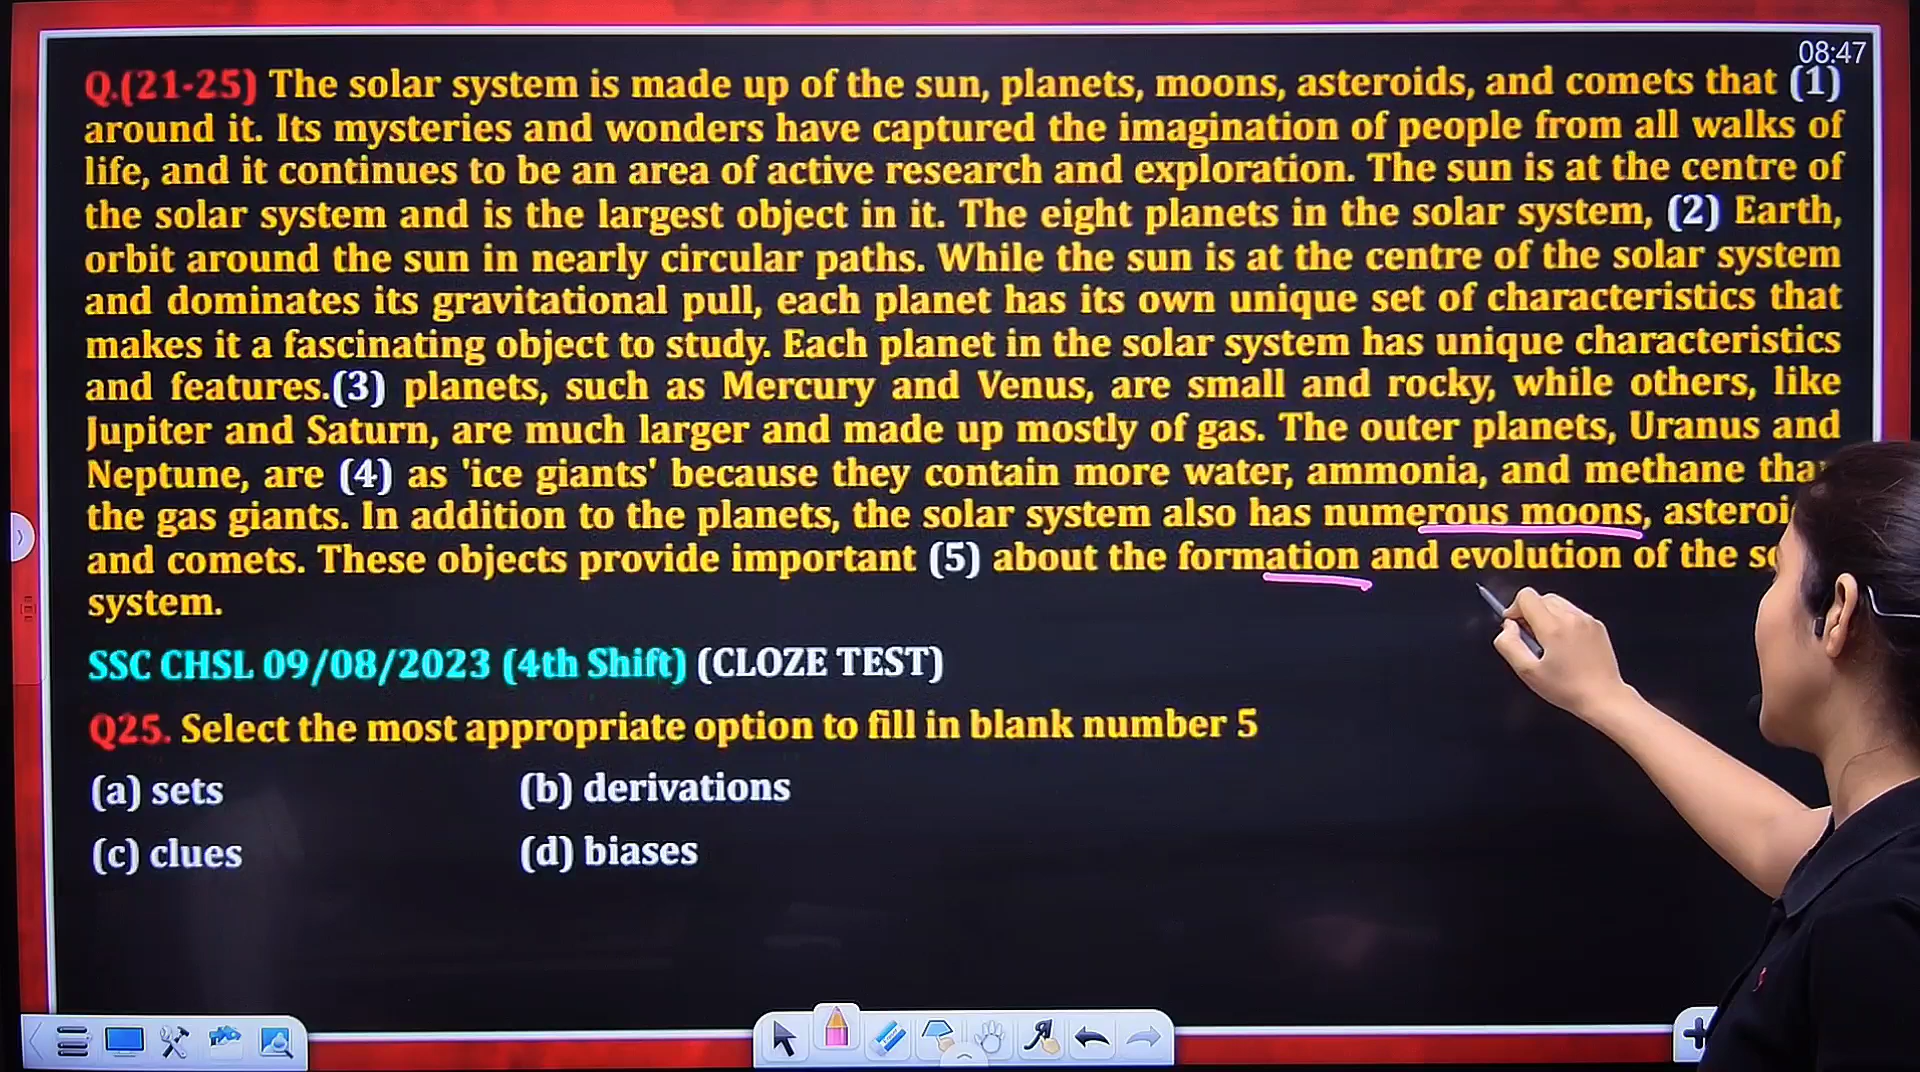 08:47
Q.(21-25) The solar system is made up of the sun, planets, moons, asteroids, and comets that (1)
around it. Its mysteries and wonders have captured the imagination of people from all walks of
life, and it continues to be an area of active research and exploration. The sun is at the centre of
the solar system and is the largest object in it. The eight planets in the solar system, (2) Earth,
orbit around the sun in nearly circular paths. While the sun is at the centre of the solar system
and dominates its gravitational pull, each planet has its own unique set of characteristics that
makes it a fascinating object to study. Each planet in the solar system has unique characteristics
and features.(3) planets, such as Mercury and Venus, are small and rocky, while others, like
Jupiter and Saturn, are much larger and made up mostly of gas. The outer planets, Uranus and
Neptune, are (4) as 'ice giants' because they contain more water, ammonia, and methane
the gas giants. In addition to the planets, the solar system also has numerous moons,
and comets. These objects provide important (5) about the formation and evolution of the
system.
SSC CHSL 09/08/2023 (4th Shift) (CLOZE TEST)
Q25. Select the most appropriate option to fill in blank number 5
(a) sets (b) derivations
(c) clues (d) biases